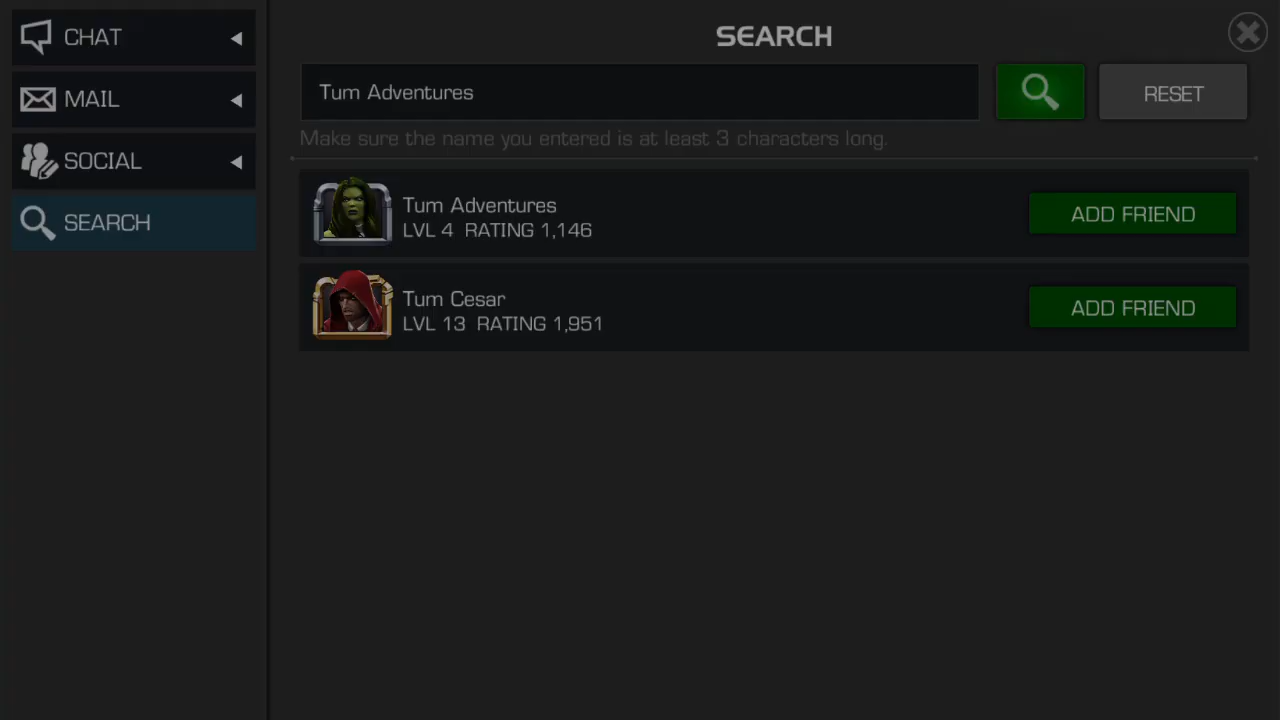 CHAT
MAIL
SOCIAL
SEARCH
SEARCH
Tum Adventures
RESET
Make sure the name you entered is at least 3 characters long.
Tum Adventures
LVL 4 RATING 1,146
ADD FRIEND
Tum Cesar
LVL 13 RATING 1,951
ADD FRIEND